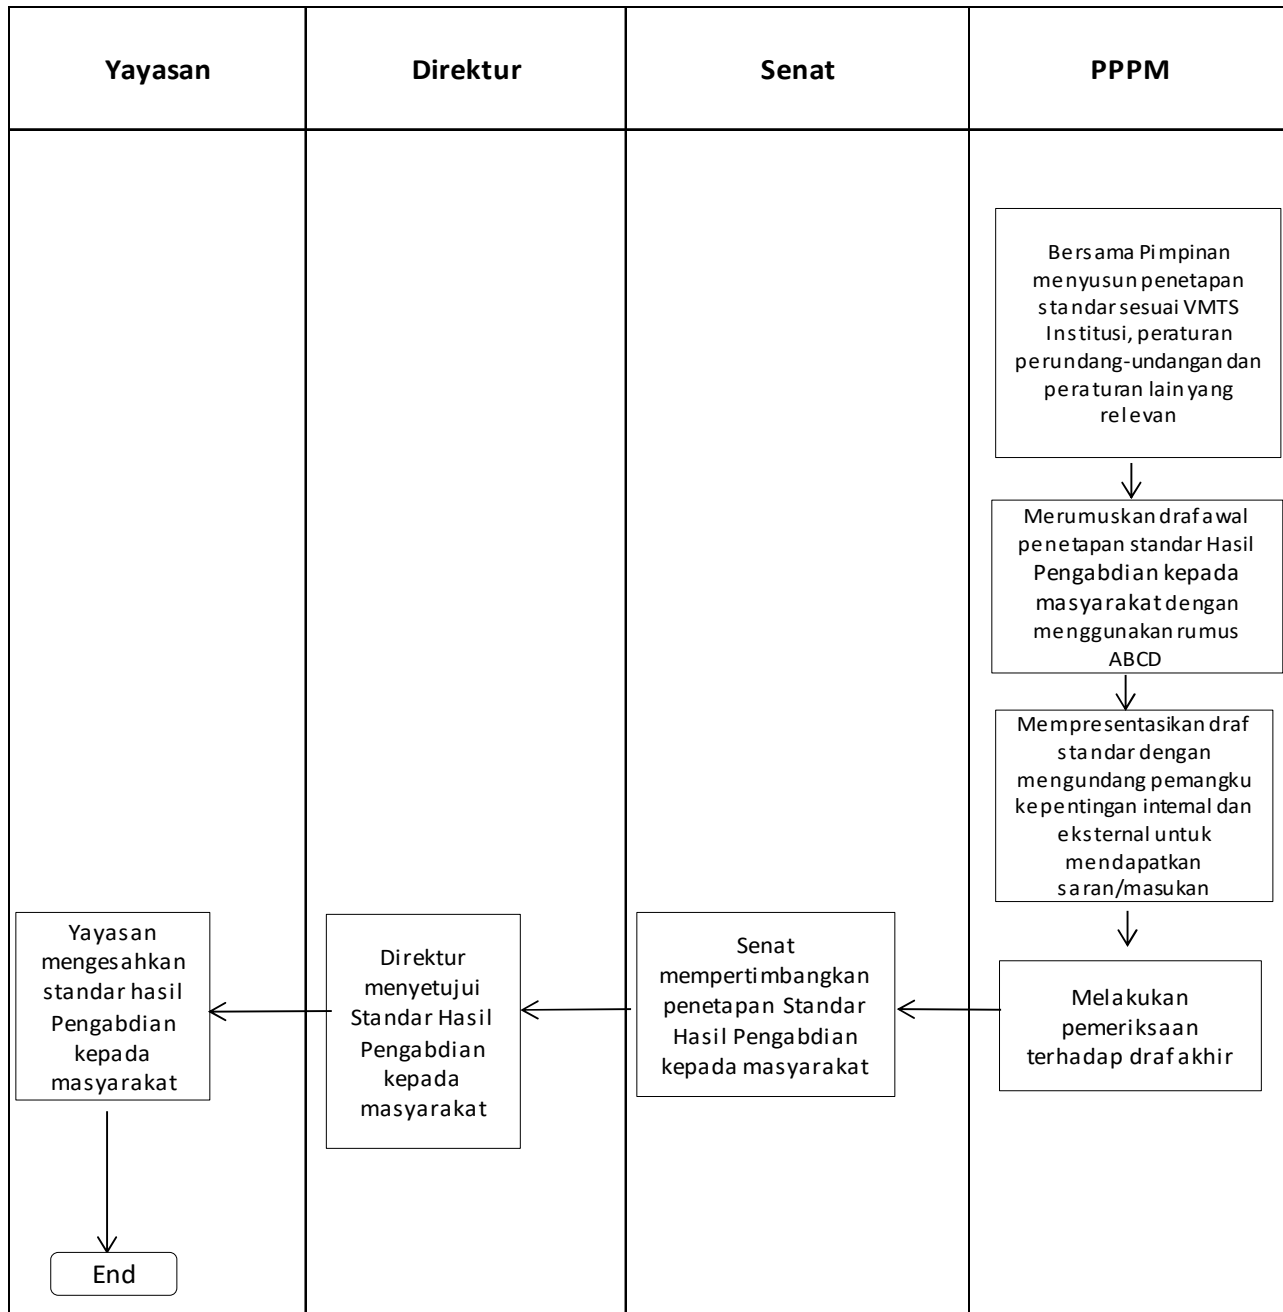 Yayasan
Direktur
Senat
PPPM
Bersama Pimpinan
menyusun penetapan
standar sesuai VMTS
Institusi, peraturan
perundang-undangan dan
peraturan lain yang
relevan
Merumuskan draf awal
penetapan standar Hasil
Pengabdian kepada
masyarakat dengan
menggunakan rumus
ABCD
Mempresentasikan draf
standar dengan
mengundang pemangku
kepentingan internal dan
eksternal untuk
mendapatkan
saran/masukan
Melakukan
pemeriksaan
terhadap draf akhir
Senat
mempertimbangkan
penetapan Standar
Hasil Pengabdian
kepada masyarakat
Direktur
menyetujui
Standar Hasil
Pengabdian
kepada
masyarakat
Yayasan
mengesahkan
standar hasil
Pengabdian
kepada
masyarakat
End